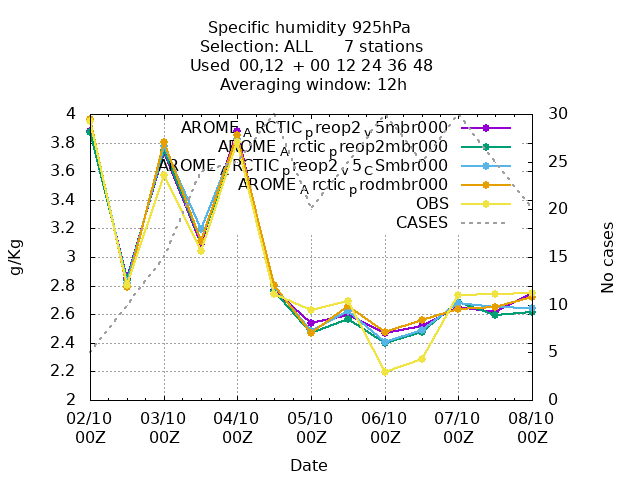 Specific humidity 925hPa
Selection: ALL 7 stations
Used 00,12 + 00 12 24 36 48
Averaging window: 12h
4
3.8
3.6
3.4
3.2
3
2.8
2.6
2.4
2.2
2
g/Kg
30
25
20
15
10
5
0
No cases
AROME_ARCTIC_preop2_v5mbr000
AROME_Arctic_preop2mbr000
AROME_ARCTIC_preop2_v5_CSmbr000
AROME_Arctic_prodmbr000
OBS
CASES
02/10 03/10 04/10 05/10 06/10 07/10 08/10
00Z 00Z 00Z 00Z 00Z 00Z 00Z
Date